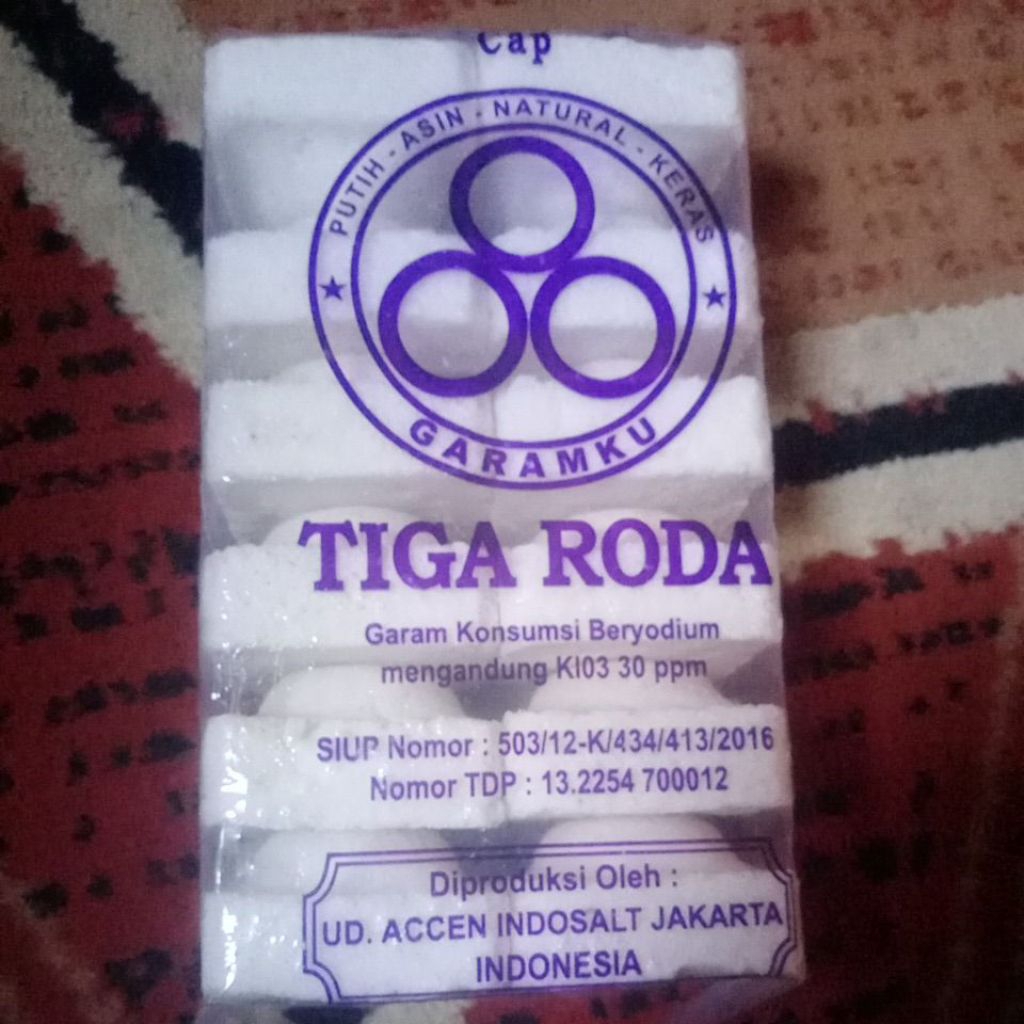 Cap
PUTIH - ASIN - NATURAL - KERAS
GARAMKU
TIGA RODA
Garam Konsumsi Beryodium
mengandung KI03 30 ppm
SIUP Nomor : 503/12-K/434/413/2016
Nomor TDP : 13.2254 700012
Diproduksi Oleh :
UD. ACCEN INDOSALT JAKARTA
INDONESIA